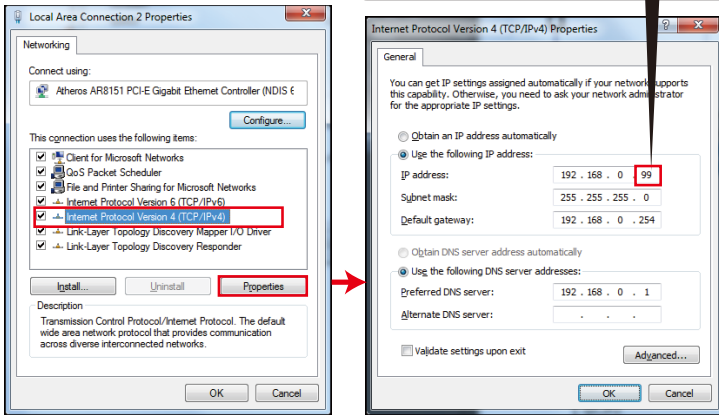 Local Area Connection 2 Properties
Networking
Connect using:
Atheros AR8151 PCI-E Gigabit Ethernet Controller (NDIS 6
Configure...
This connection uses the following items:
Client for Microsoft Networks
QoS Packet Scheduler
File and Printer Sharing for Microsoft Networks
Internet Protocol Version 6 (TCP/IPv6)
Internet Protocol Version 4 (TCP/IPv4)
Link-Layer Topology Discovery Mapper I/O Driver
Link-Layer Topology Discovery Responder
Install...
Uninstall
Properties
Description
Transmission Control Protocol/Internet Protocol. The default
wide area network protocol that provides communication
across diverse interconnected networks.
OK
Cancel
Internet Protocol Version 4 (TCP/IPv4) Properties
General
You can get IP settings assigned automatically if your network supports
this capability. Otherwise, you need to ask your network administrator
for the appropriate IP settings.
Obtain an IP address automatically
Use the following IP address:
IP address: 192 . 168 . 0 . 99
Subnet mask: 255 . 255 . 255 . 0
Default gateway: 192 . 168 . 0 . 254
Obtain DNS server address automatically
Use the following DNS server addresses:
Preferred DNS server: 192 . 168 . 0 . 1
Alternate DNS server: . . .
Validate settings upon exit
Advanced...
OK
Cancel